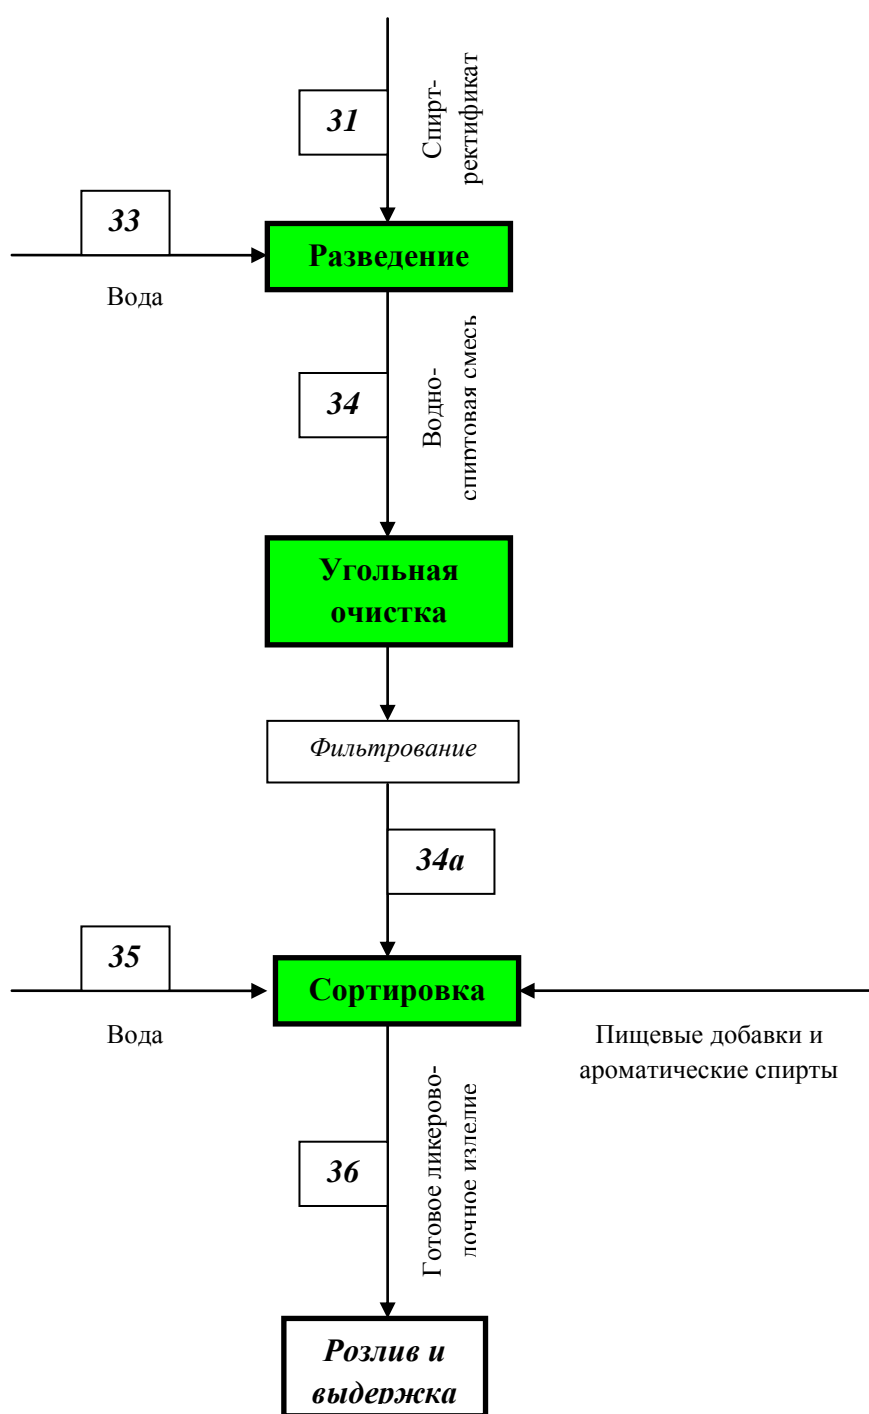 31
Спирт-
ректификат
33
Вода
Разведение
34
Водно-
спиртовая смесь
Угольная
очистка
Фильтрование
34а
35
Вода
Сортировка
Пищевые добавки и
ароматические спирты
36
Готовое ликерово-
лочное излелие
Розлив и
выдержка